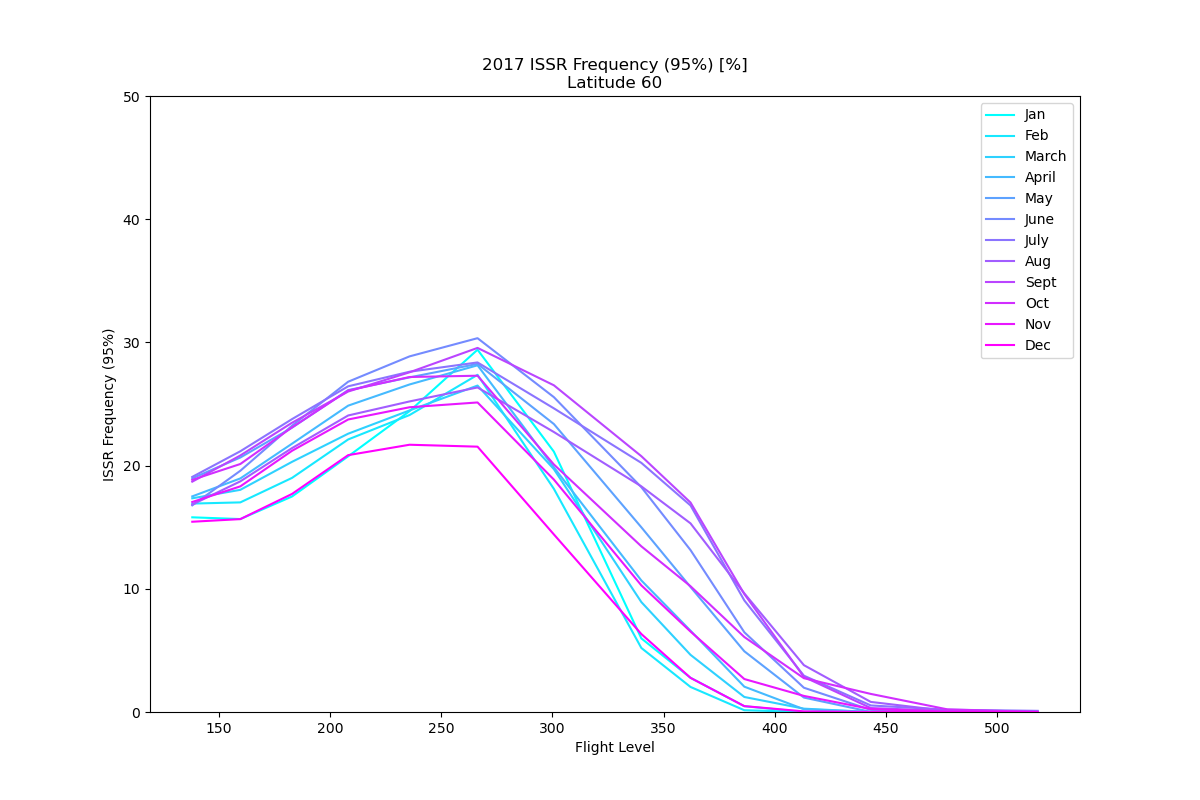 2017 ISSR Frequency (95%) [%]
Latitude 60
50
40
30
20
10
0
ISSR Frequency (95%)
Jan
Feb
March
April
May
June
July
Aug
Sept
Oct
Nov
Dec
150
200
250
300
350
400
450
500
Flight Level